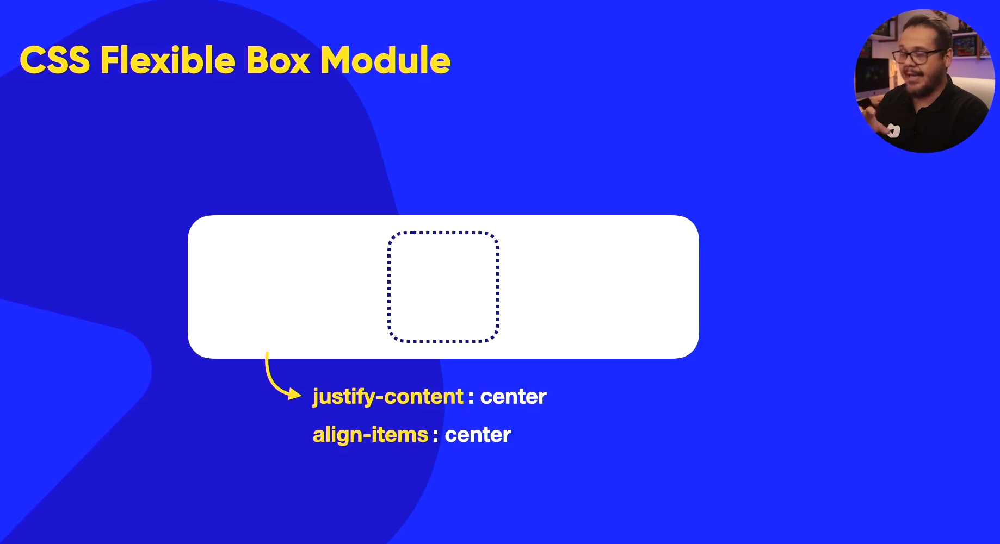 CSS Flexible Box Module
justify-content : center
align-items : center